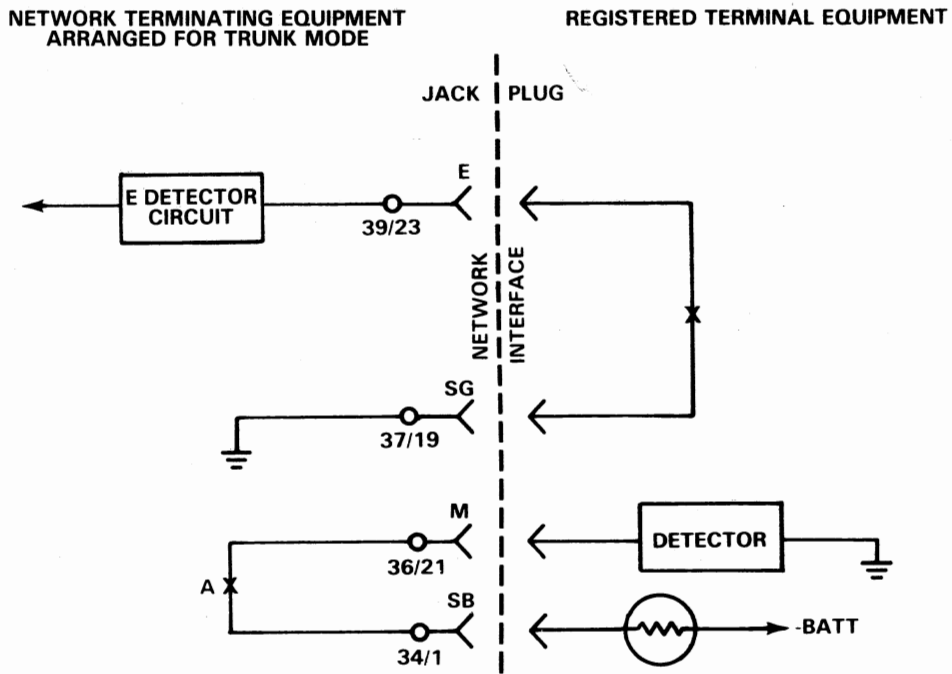 NETWORK TERMINATING EQUIPMENT
ARRANGED FOR TRUNK MODE
REGISTERED TERMINAL EQUIPMENT
JACK
PLUG
E
E DETECTOR
CIRCUIT
39/23
NETWORK
INTERFACE
SG
37/19
M
36/21
DETECTOR
A
SB
34/1
-BATT